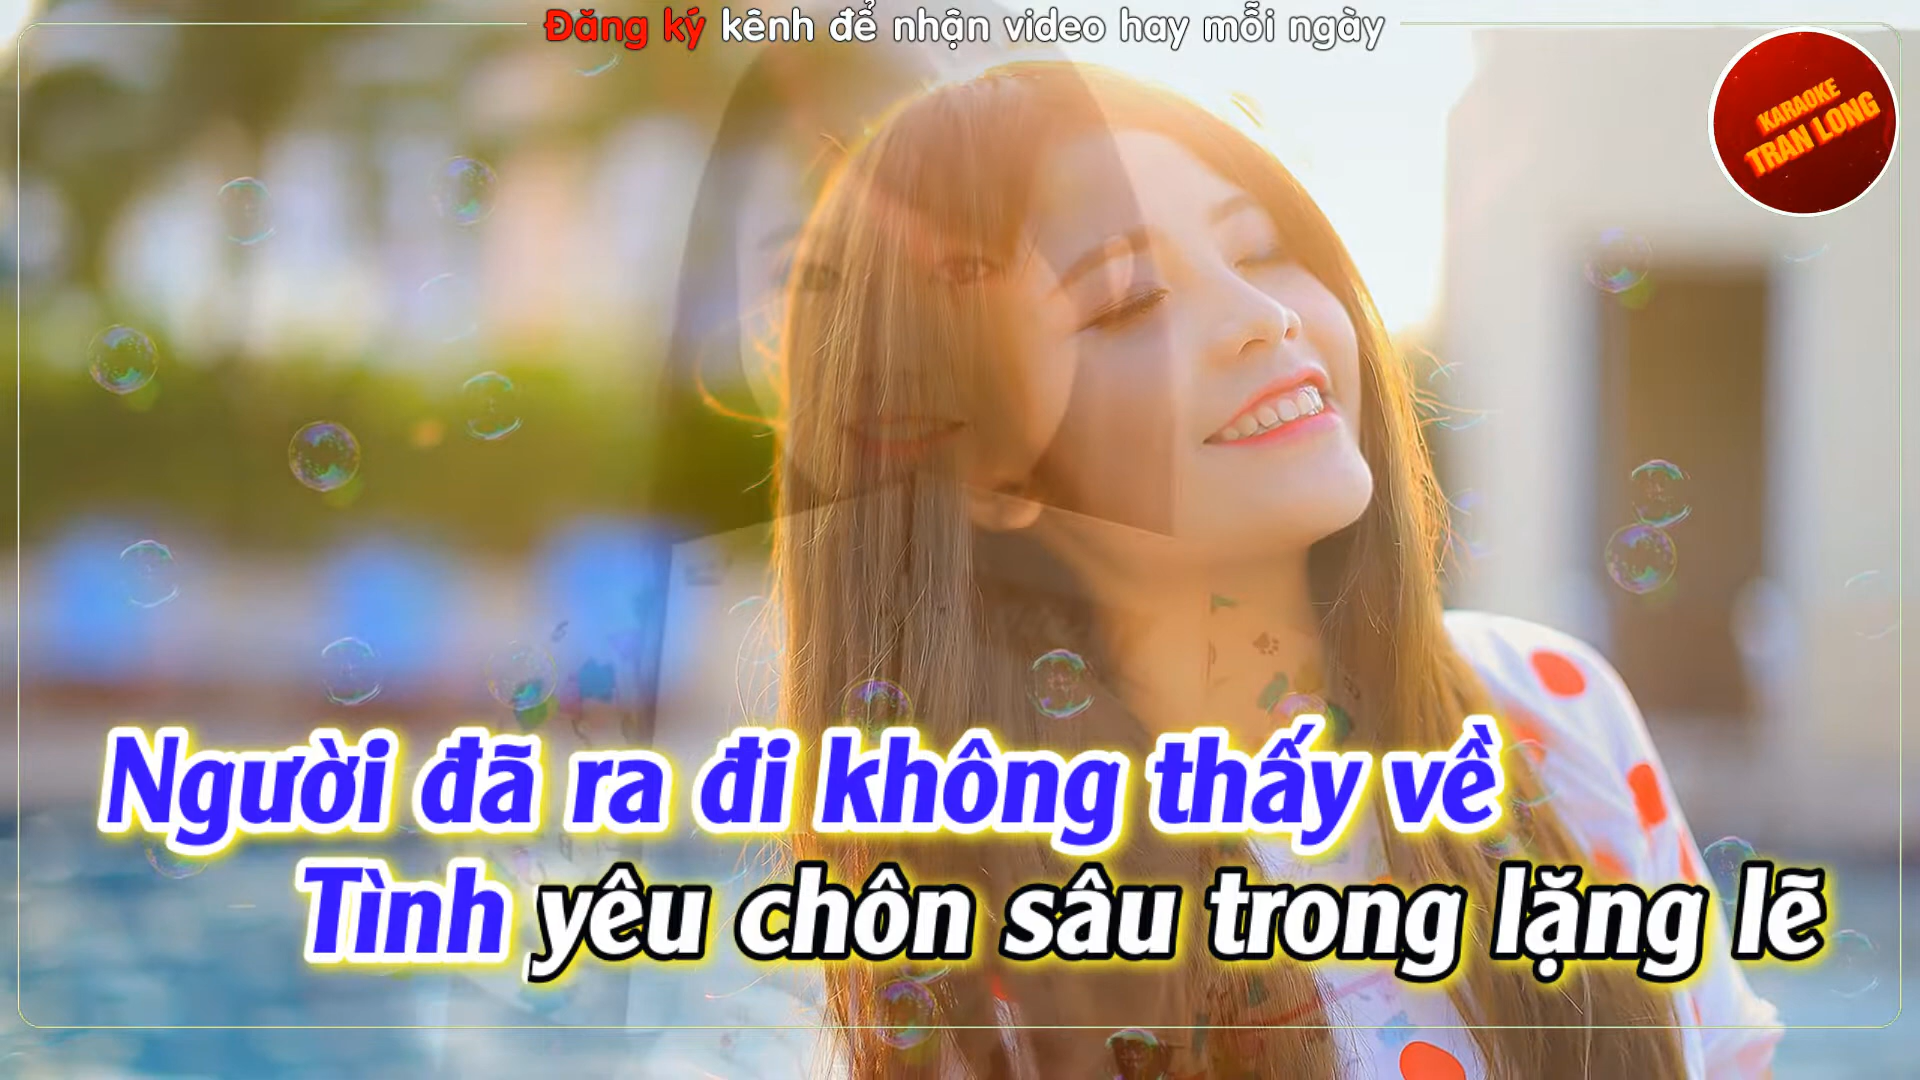 Đăng ký kênh để nhận video hay mỗi ngày
KARAOKE
TRAN LONG
Người đã ra đi không thấy về
Tình yêu chôn sâu trong lặng lẽ